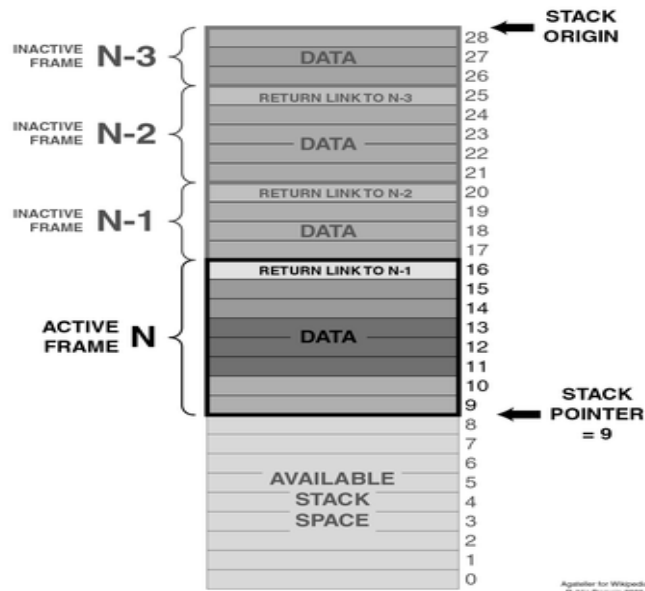 STACK
ORIGIN
INACTIVE
FRAME N-3
DATA
28
27
26
INACTIVE
FRAME N-2
RETURN LINK TO N-3
DATA
25
24
23
22
21
INACTIVE
FRAME N-1
RETURN LINK TO N-2
DATA
20
19
18
17
ACTIVE
FRAME N
RETURN LINK TO N-1
DATA
16
15
14
13
12
11
10
9
STACK
POINTER
= 9
AVAILABLE
STACK
SPACE
8
7
6
5
4
3
2
1
0
for Wikipedia